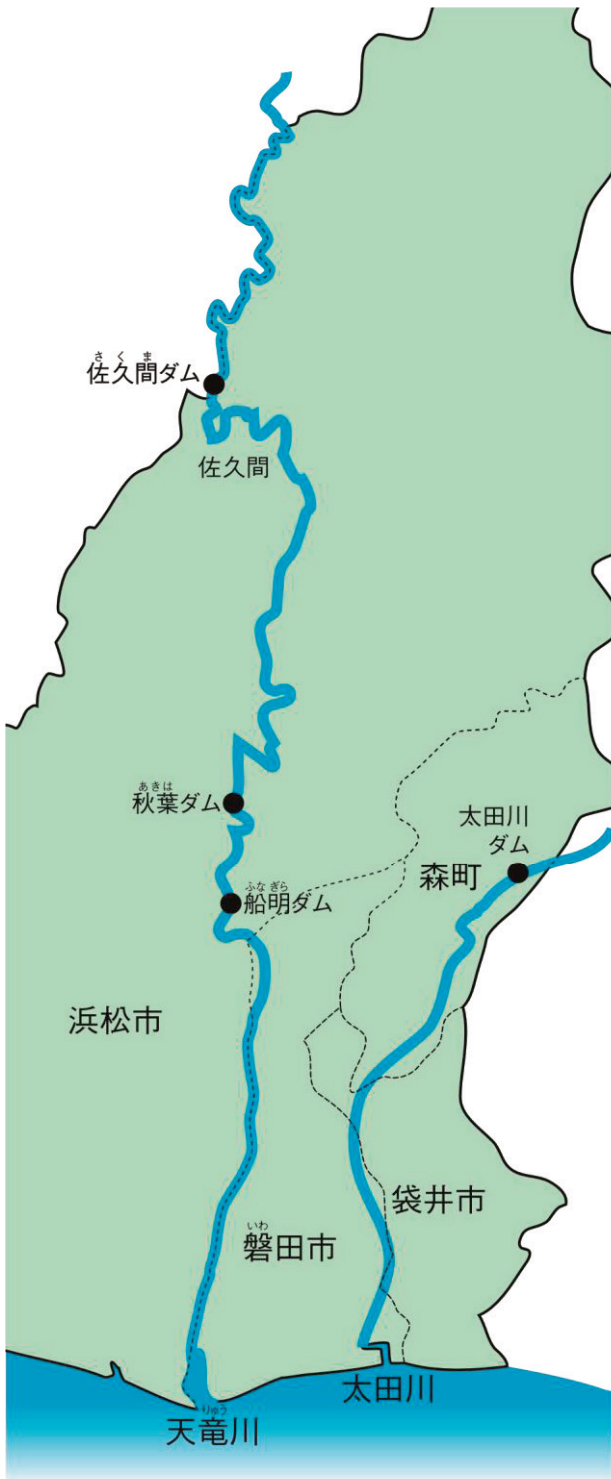 さくま
佐久間ダム
佐久間
あきは
秋葉ダム
太田川
ダム
森町
ふなぎら
船明ダム
浜松市
袋井市
いわ
磐田市
太田川
りゅう
天竜川